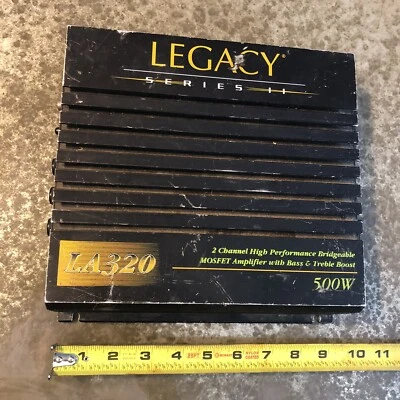 LEGACY®
SERIES II
LA320
2 Channel High Performance Bridgeable
MOSFET Amplifier with Bass & Treble Boost
500W
1 2 3 4 5 6 7 8 9 10 11